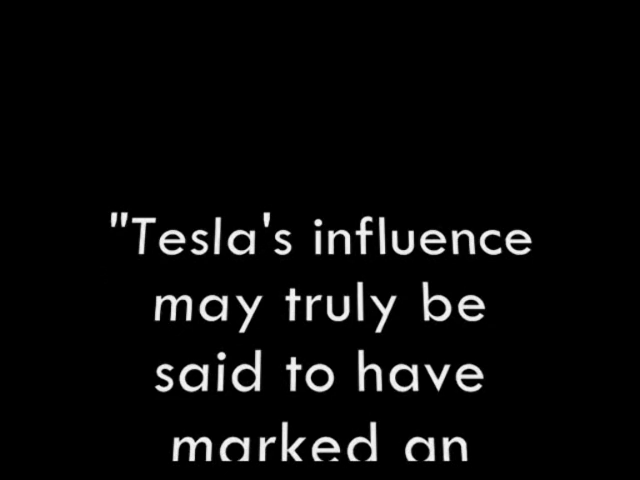 "Tesla's influence
may truly be
said to have
marked an